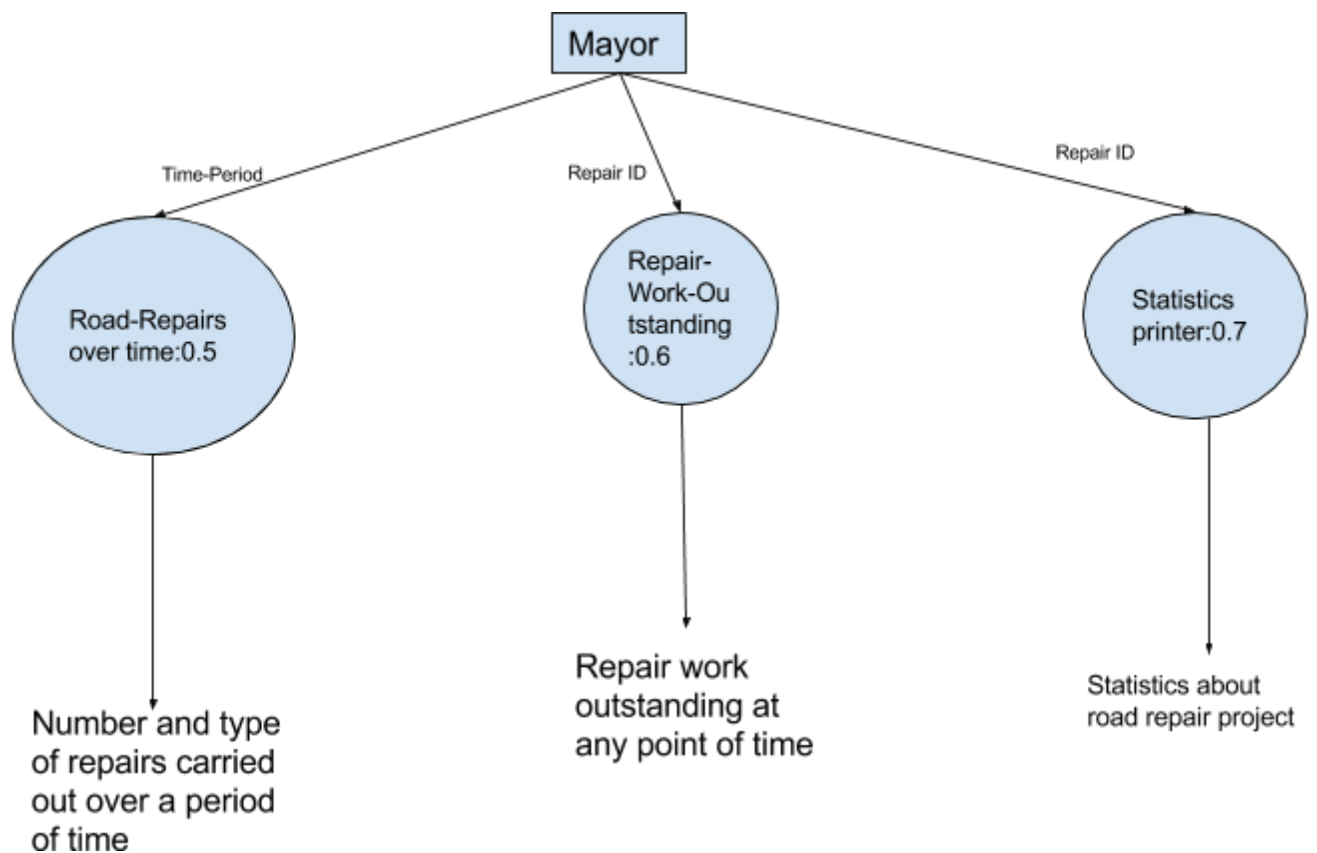 Mayor
Time-Period
Repair ID
Repair ID
Road-Repairs
over time:0.5
Repair-
Work-Ou
tstanding
:0.6
Statistics
printer:0.7
Number and type
of repairs carried
out over a period
of time
Repair work
outstanding at
any point of time
Statistics about
road repair project